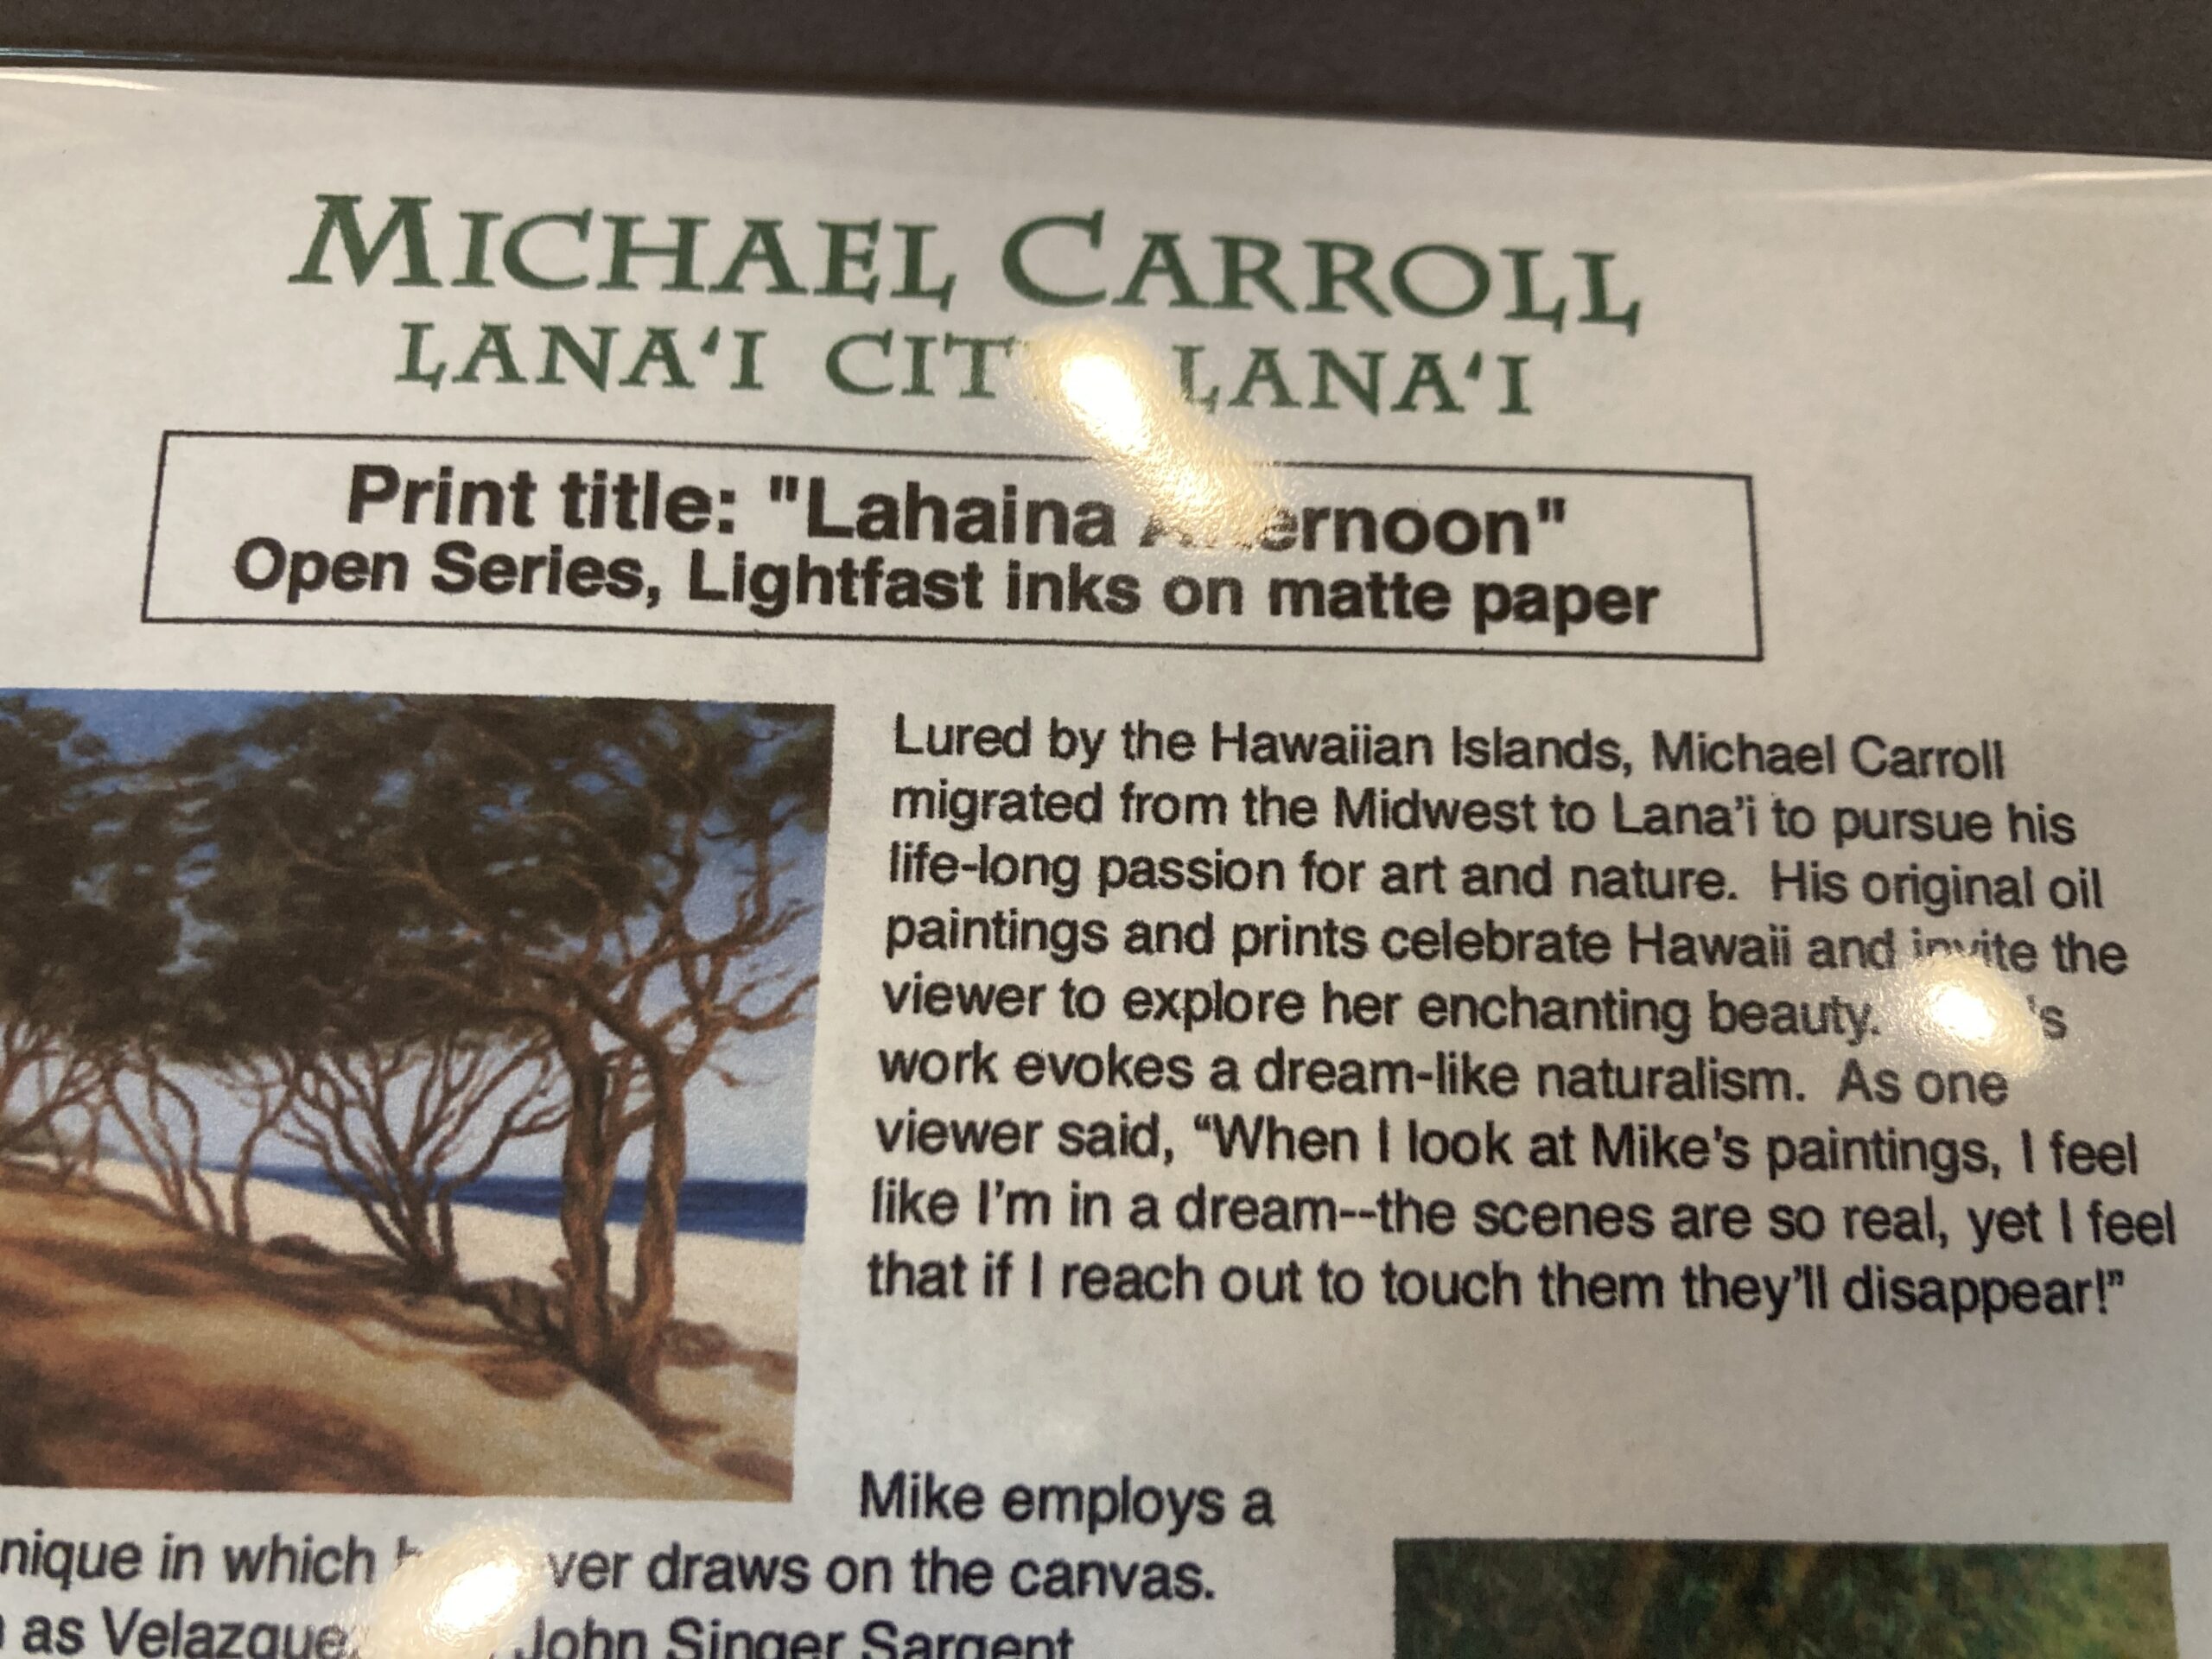 MICHAEL CARROLL
LANA‘I LANA‘I
Print title: "Lahaina
Open Series, Lightfast inks on matte paper
Lured by the Hawaiian Islands, Michael Carroll
migrated from the Midwest to Lana’i to pursue his
life-long passion for art and nature. His original oil
paintings and prints celebrate Hawaii and invite the
viewer to explore her enchanting beauty.
work evokes a dream-like naturalism. As one
viewer said, “When I look at Mike’s paintings, I feel
like I’m in a dream--the scenes are so real, yet I feel
that if I reach out to touch them they’ll disappear!”
Mike employs a
nique in which draws on the canvas.
as John Singer Sargent